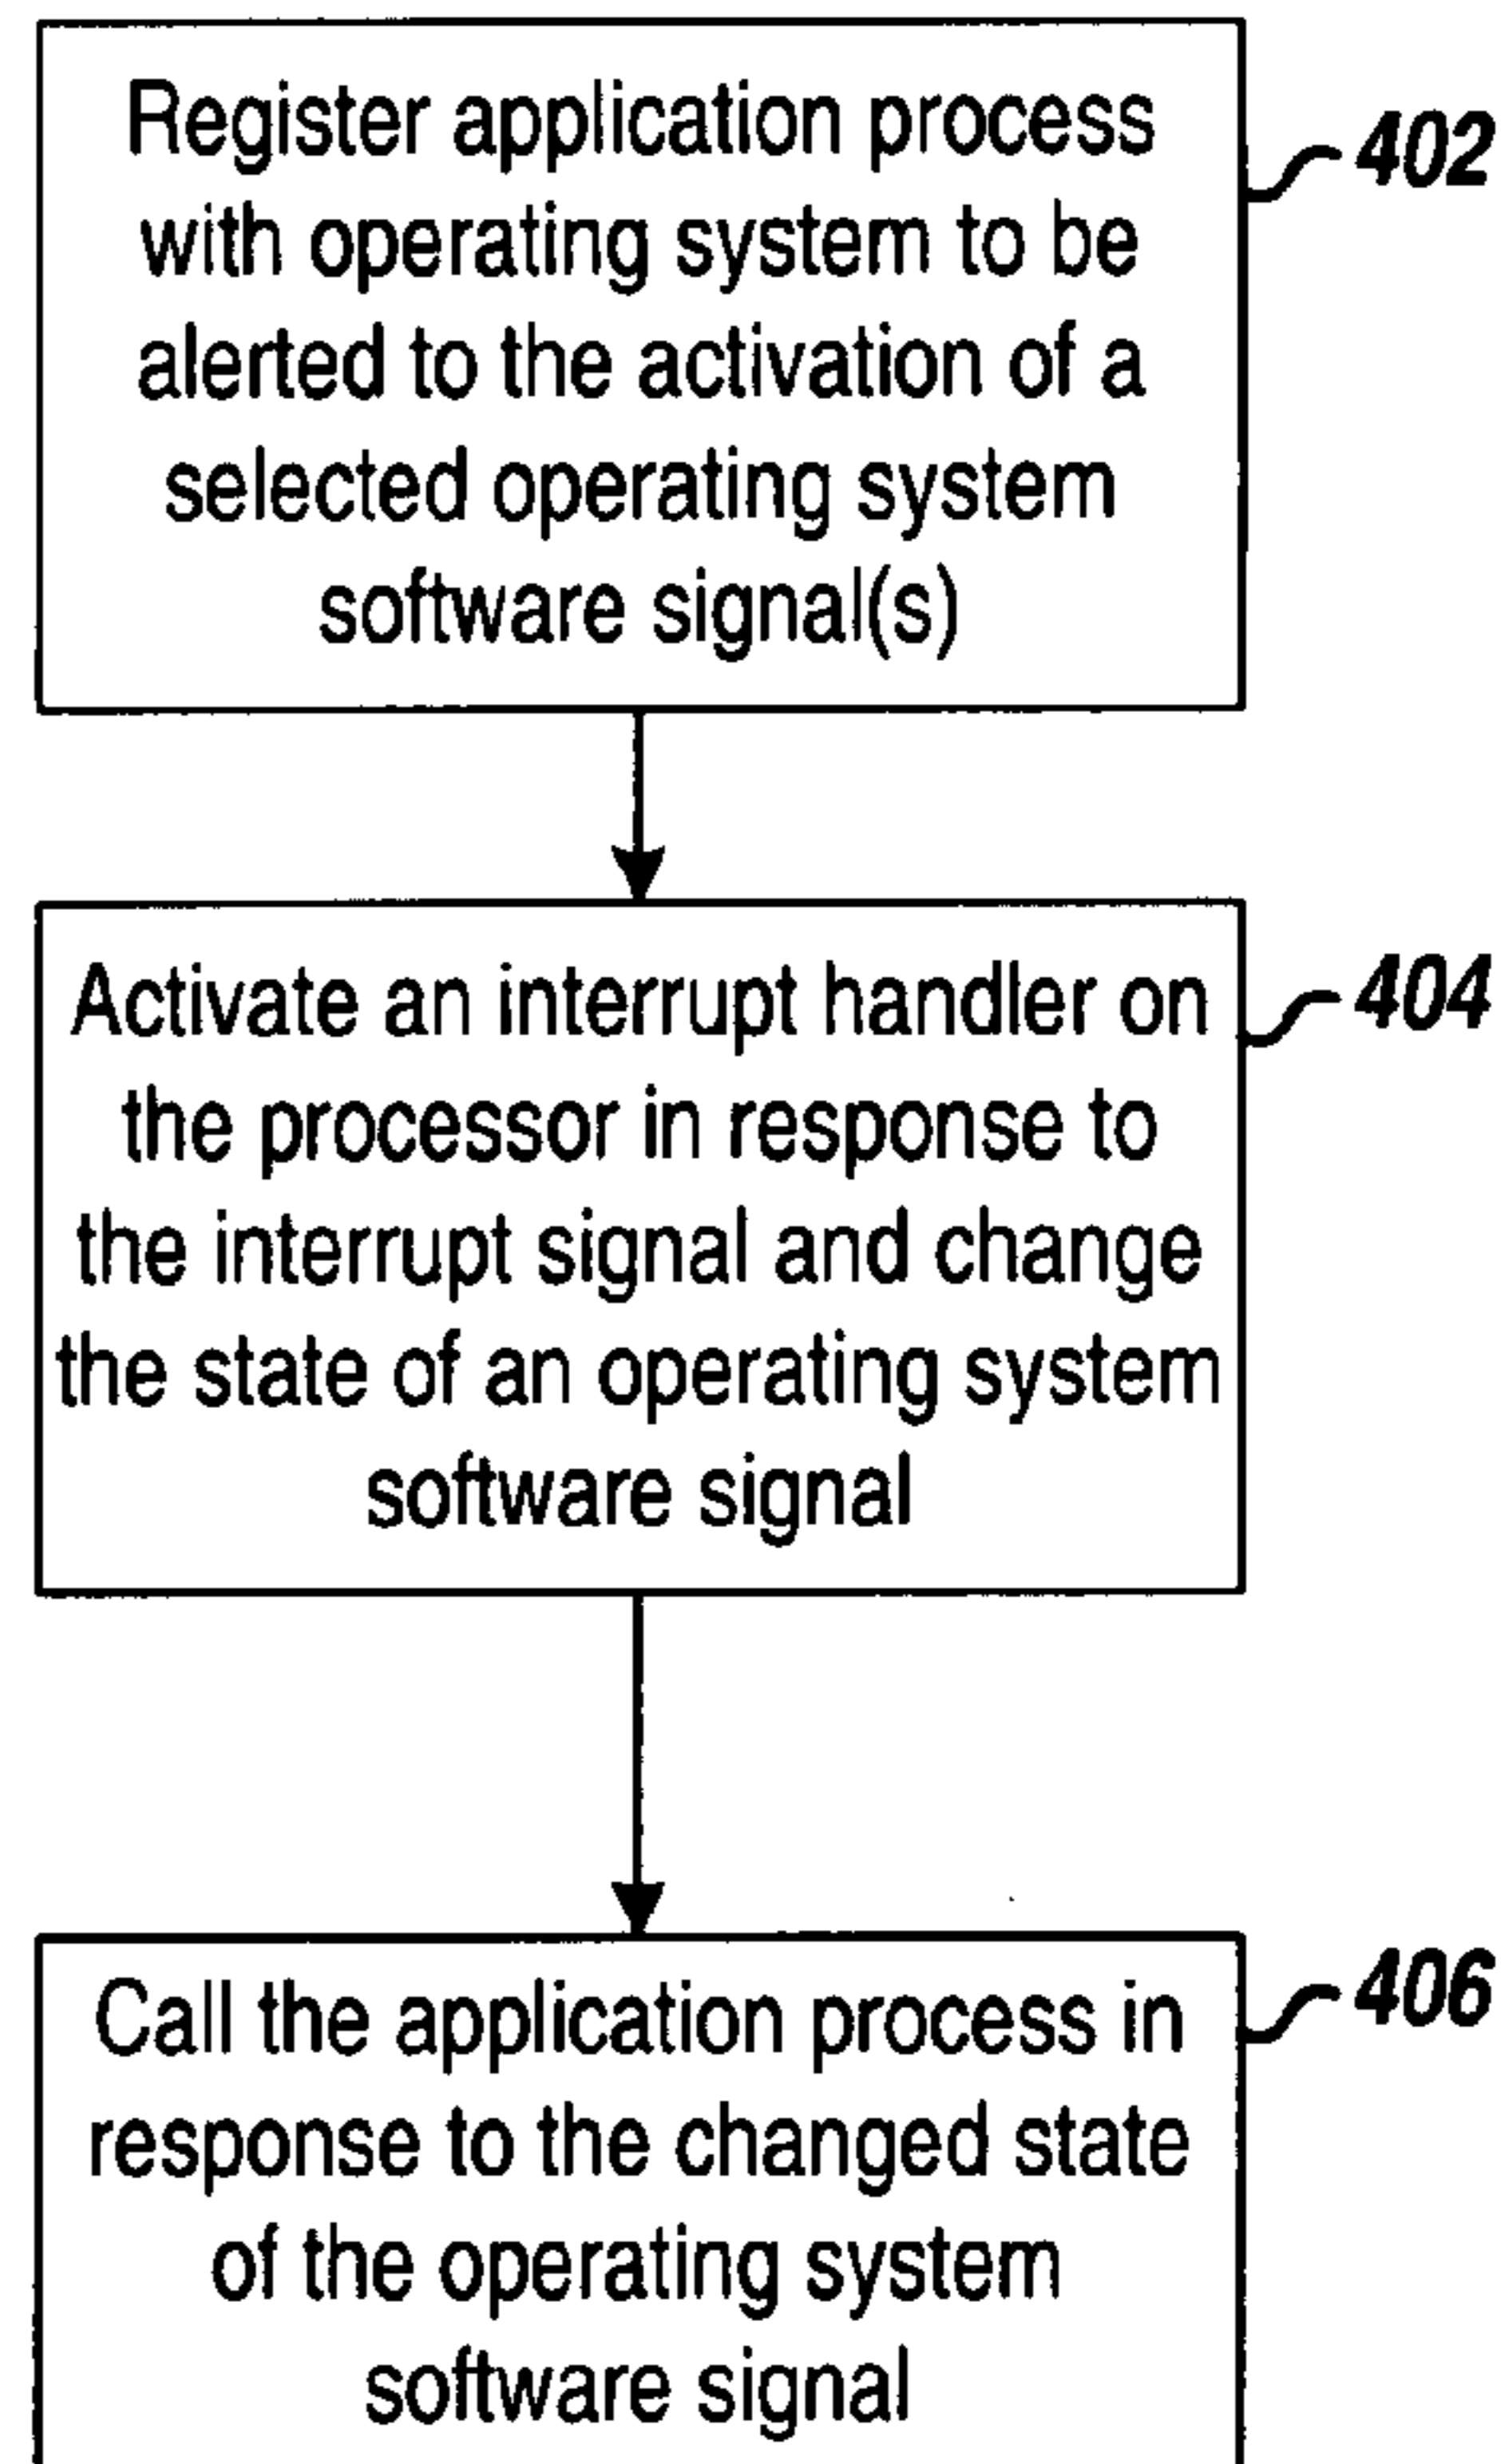 Register application process
with operating system to be
alerted to the activation of a
selected operating system
software signal(s)
402
Activate an interrupt handler on
the processor in response to
the interrupt signal and change
the state of an operating system
software signal
404
Call the application process in
response to the changed state
of the operating system
software signal
406